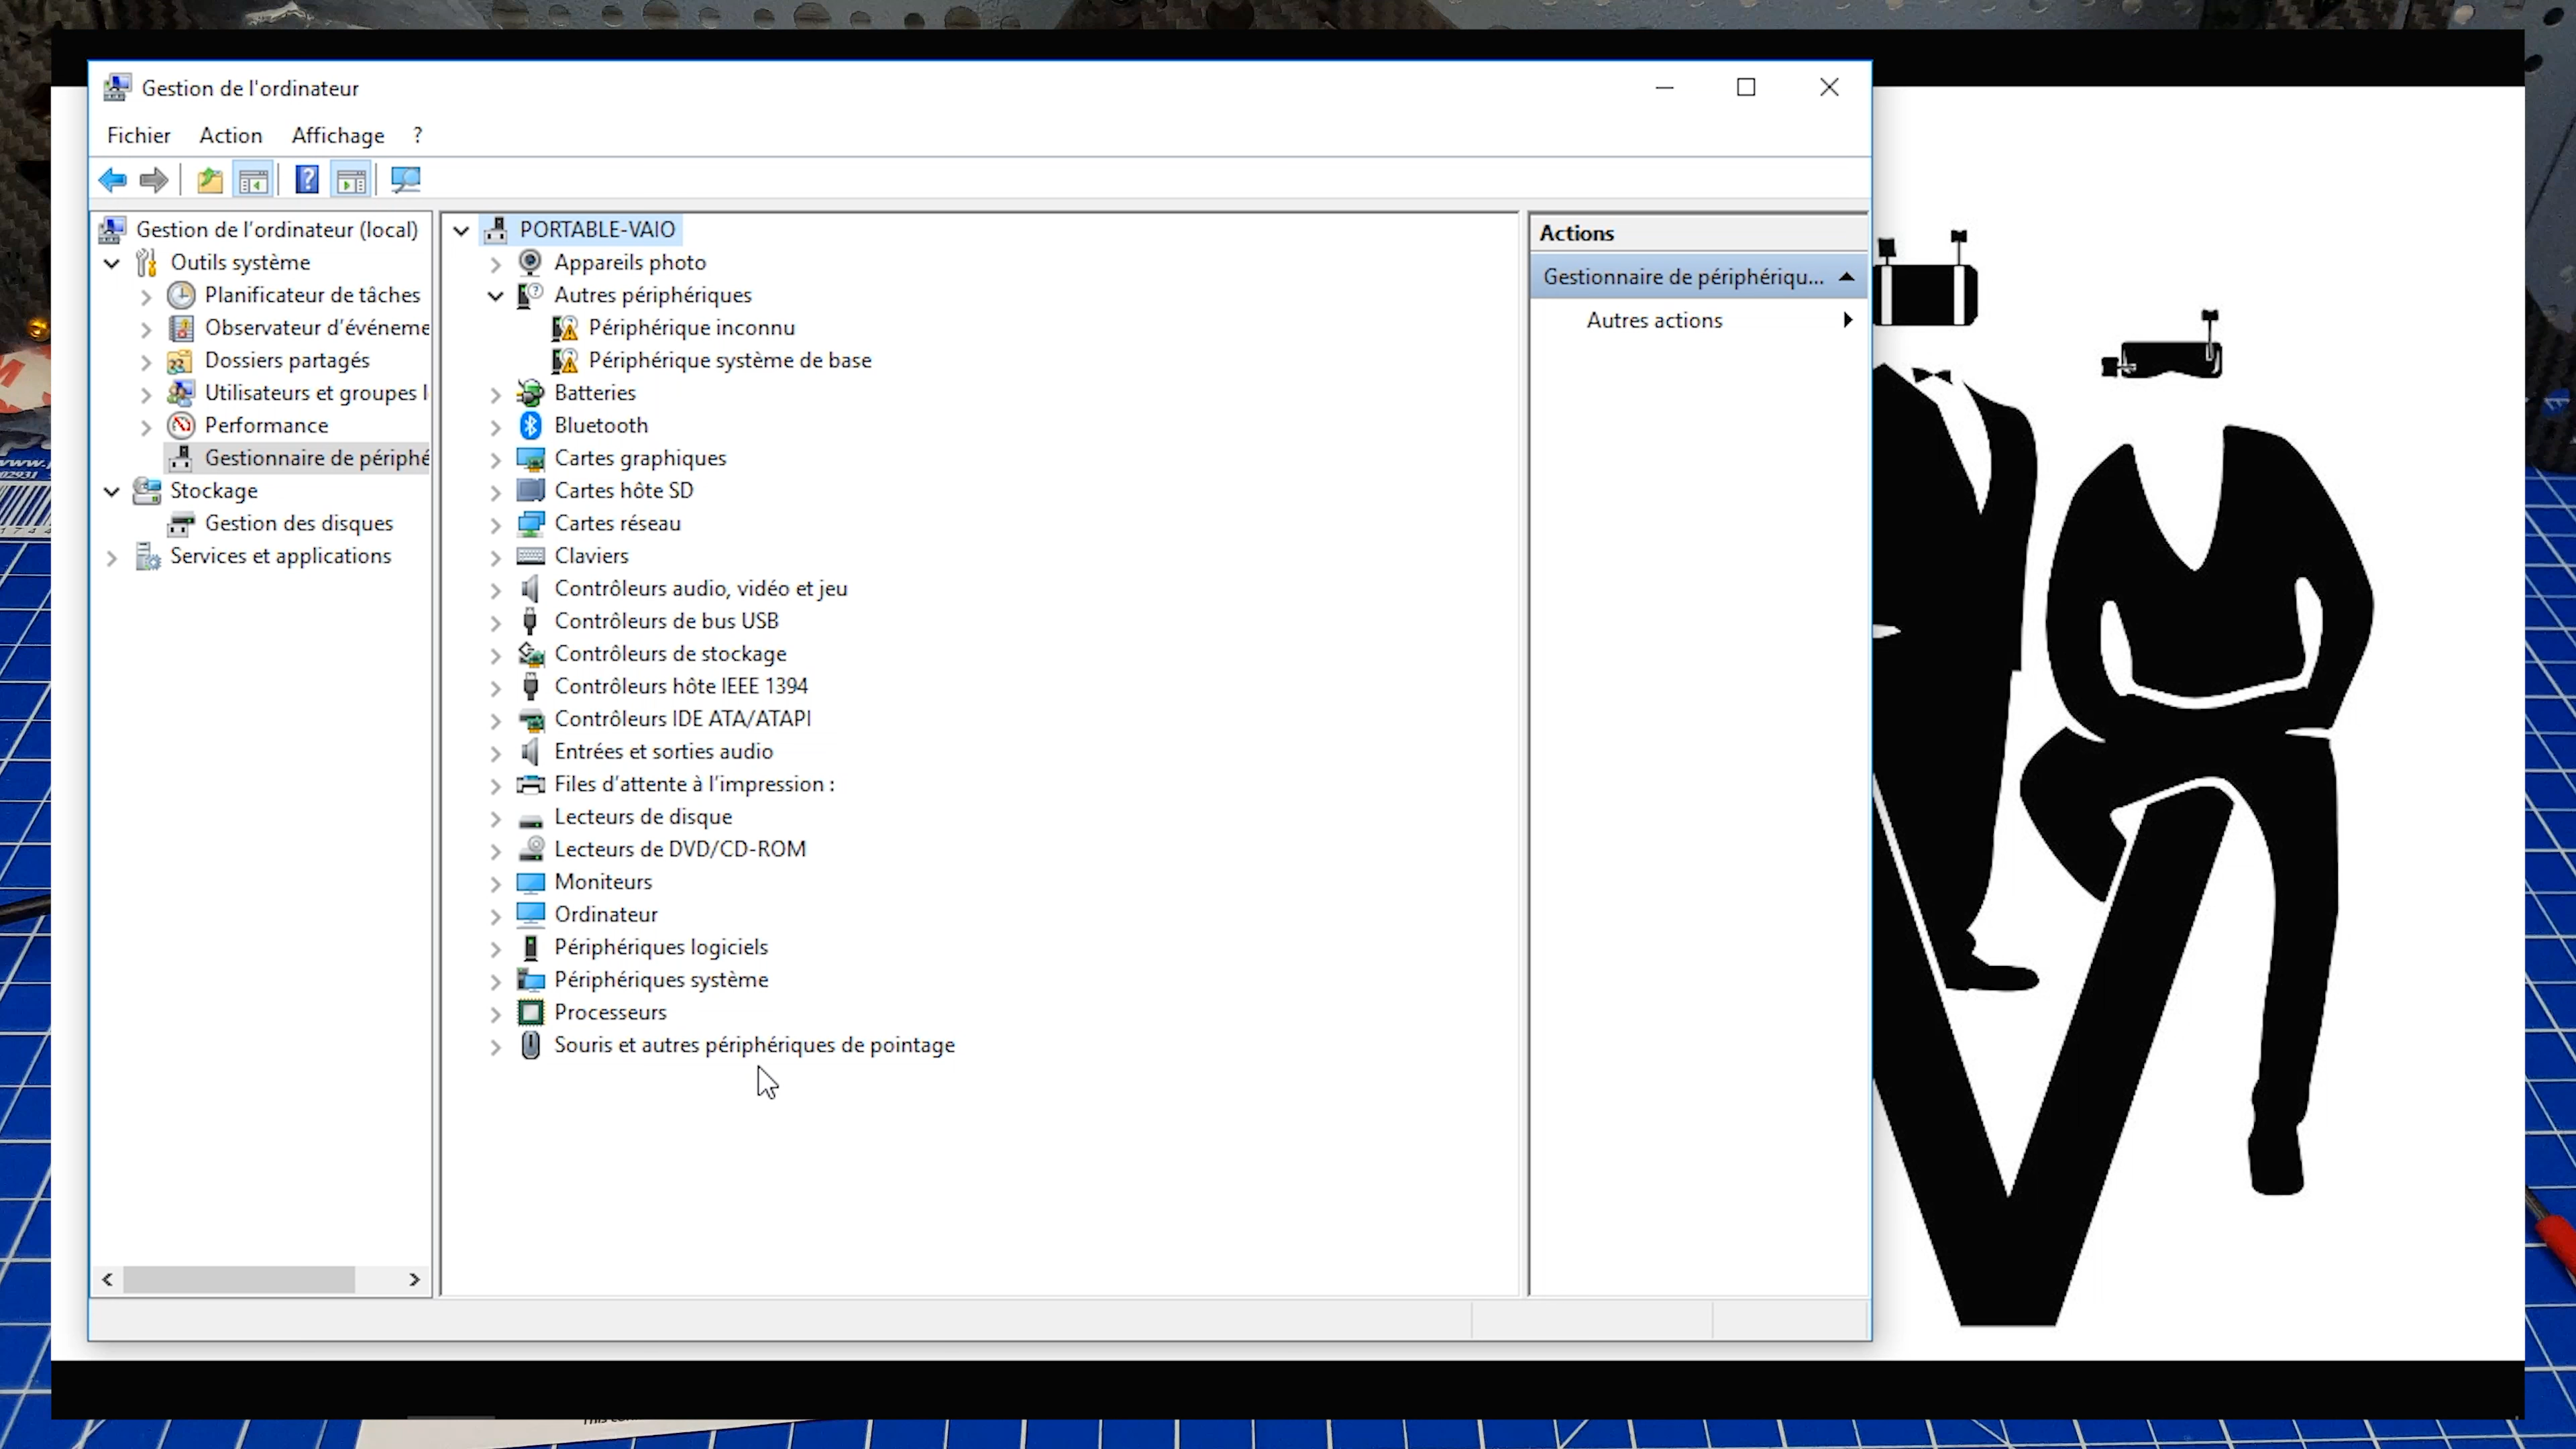 Gestion de l'ordinateur
Fichier Action Affichage ?
Gestion de l'ordinateur (local)
Outils système
Planificateur de tâches
Observateur d'événeme
Dossiers partagés
Utilisateurs et groupes l
Performance
Gestionnaire de périphé
Stockage
Gestion des disques
Services et applications
PORTABLE-VAIO
Appareils photo
Autres périphériques
Périphérique inconnu
Périphérique système de base
Batteries
Bluetooth
Cartes graphiques
Cartes hôte SD
Cartes réseau
Claviers
Contrôleurs audio, vidéo et jeu
Contrôleurs de bus USB
Contrôleurs de stockage
Contrôleurs hôte IEEE 1394
Contrôleurs IDE ATA/ATAPI
Entrées et sorties audio
Files d'attente à l'impression :
Lecteurs de disque
Lecteurs de DVD/CD-ROM
Moniteurs
Ordinateur
Périphériques logiciels
Périphériques système
Processeurs
Souris et autres périphériques de pointage
Actions
Gestionnaire de périphériqu...
Autres actions
www.
02931